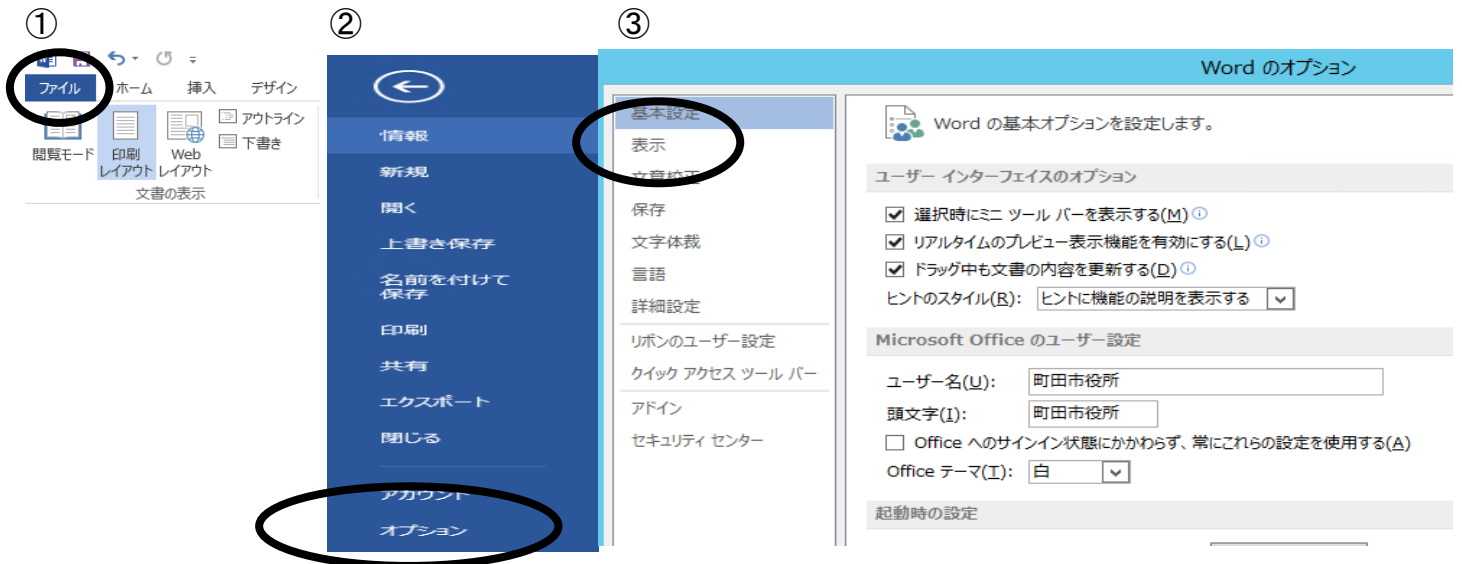 ① ② ③
ファイル ホーム 挿入 デザイン
閲覧モード
印刷
レイアウト
Web
レイアウト
アウトライン
下書き
文書の表示
情報
新規
開く
上書き保存
名前を付けて
保存
印刷
共有
エクスポート
閉じる
アカウント
オプション
Word のオプション
基本設定
表示
文章校正
保存
文字体裁
言語
詳細設定
リボンのユーザー設定
クイック アクセス ツール バー
アドイン
セキュリティ センター
Word の基本オプションを設定します。
ユーザー インターフェイスのオプション
選択時にミニ ツール バーを表示する(M)
リアルタイムのプレビュー表示機能を有効にする(L)
ドラッグ中も文書の内容を更新する(D)
ヒントのスタイル(R): ヒントに機能の説明を表示する
Microsoft Office のユーザー設定
ユーザー名(U): 町田市役所
頭文字(I): 町田市役所
Office へのサインイン状態にかかわらず、常にこれらの設定を使用する(A)
Office テーマ(T): 白
起動時の設定